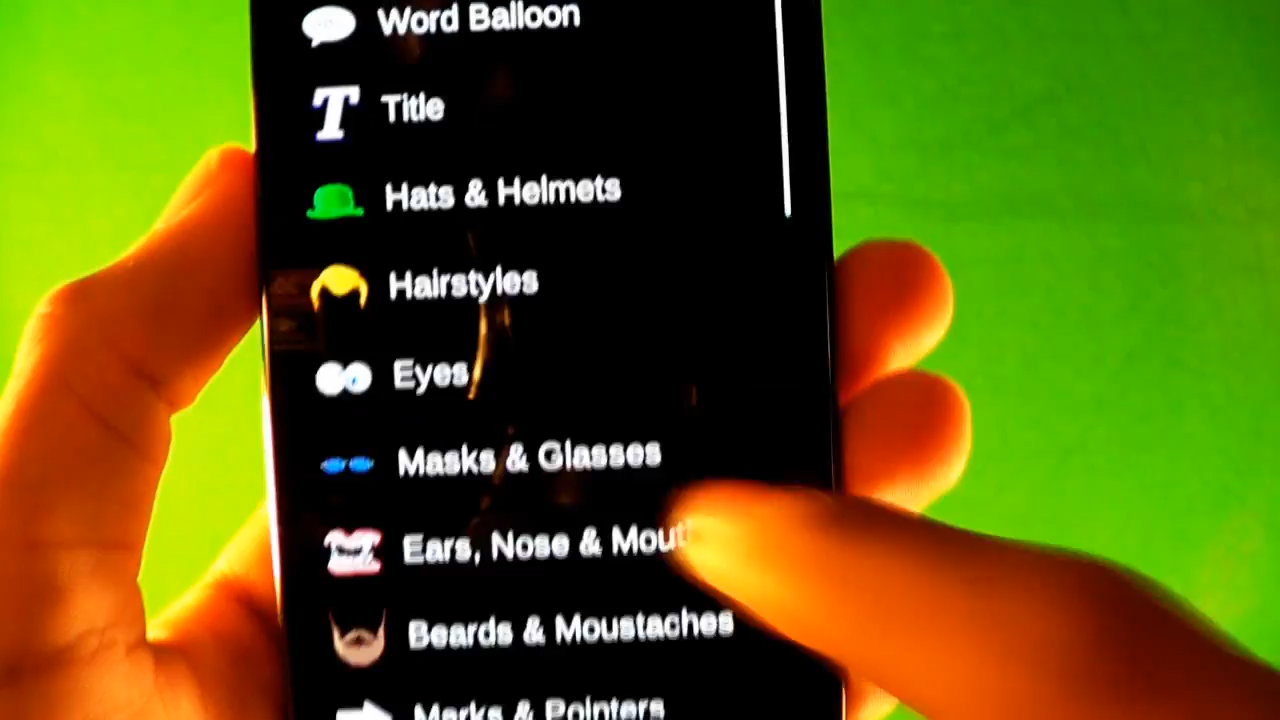 Word Balloon
T Title
Hats & Helmets
Hairstyles
Eyes
Masks & Glasses
Ears, Nose & Mout
Beards & Moustaches
Marks & Pointers